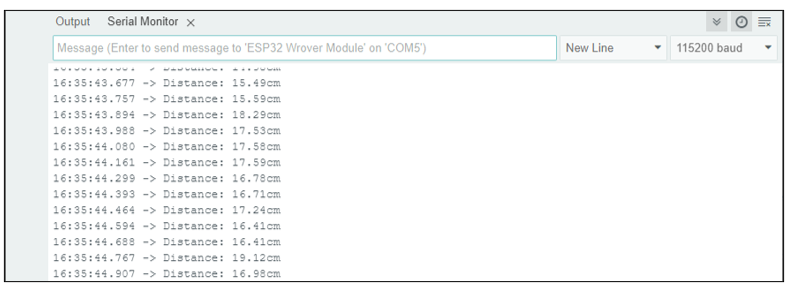 Output Serial Monitor ×
Message (Enter to send message to 'ESP32 Wrover Module' on 'COM5') New Line 115200 baud
16:35:43.677 -> Distance: 15.49cm
16:35:43.757 -> Distance: 15.59cm
16:35:43.894 -> Distance: 18.29cm
16:35:43.988 -> Distance: 17.53cm
16:35:44.080 -> Distance: 17.58cm
16:35:44.161 -> Distance: 17.59cm
16:35:44.299 -> Distance: 16.78cm
16:35:44.393 -> Distance: 16.71cm
16:35:44.464 -> Distance: 17.24cm
16:35:44.594 -> Distance: 16.41cm
16:35:44.688 -> Distance: 16.41cm
16:35:44.767 -> Distance: 19.12cm
16:35:44.907 -> Distance: 16.98cm